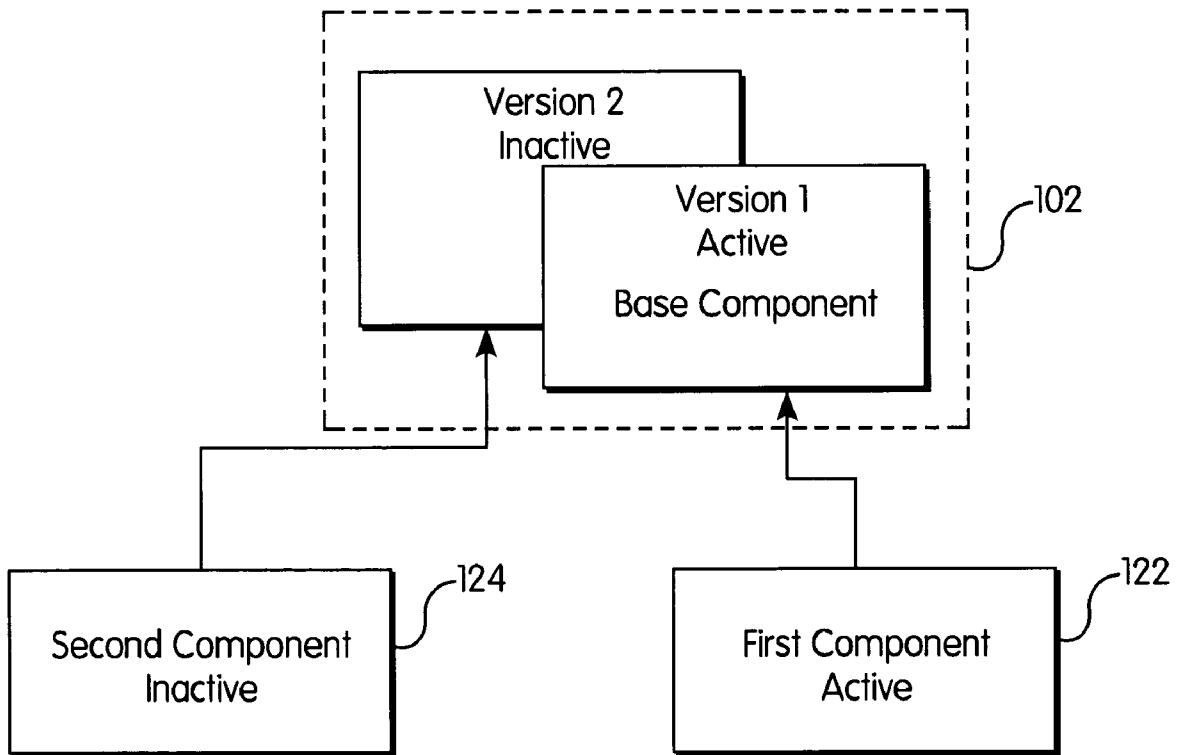 Version 2
Inactive
Version 1
Active
Base Component
102
124
Second Component
Inactive
122
First Component
Active